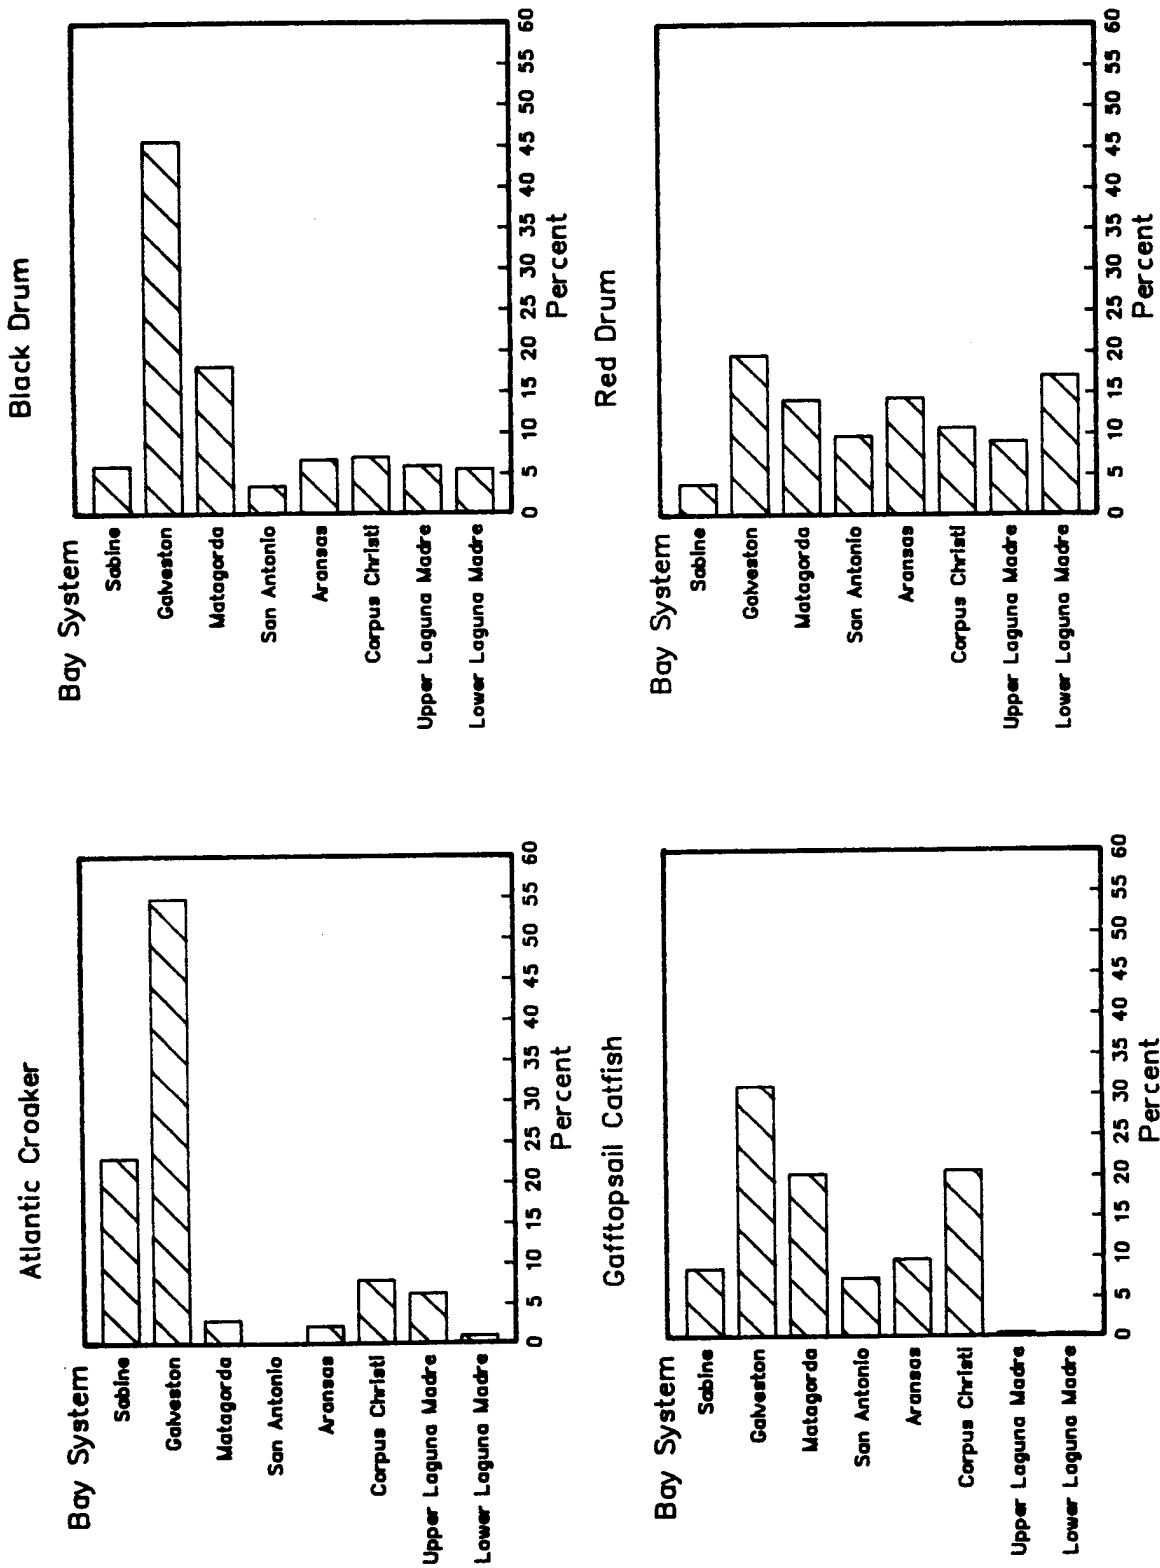 Atlantic Croaker
Bay System
Sabine
Galveston
Matagorda
San Antonio
Aransas
Corpus Christi
Upper Laguna Madre
Lower Laguna Madre
0 5 10 15 20 25 30 35 40 45 50 55 60
Percent
Black Drum
Bay System
Sabine
Galveston
Matagorda
San Antonio
Aransas
Corpus Christi
Upper Laguna Madre
Lower Laguna Madre
0 5 10 15 20 25 30 35 40 45 50 55 60
Percent
Gafftopsail Catfish
Bay System
Sabine
Galveston
Matagorda
San Antonio
Aransas
Corpus Christi
Upper Laguna Madre
Lower Laguna Madre
0 5 10 15 20 25 30 35 40 45 50 55 60
Percent
Red Drum
Bay System
Sabine
Galveston
Matagorda
San Antonio
Aransas
Corpus Christi
Upper Laguna Madre
Lower Laguna Madre
0 5 10 15 20 25 30 35 40 45 50 55 60
Percent